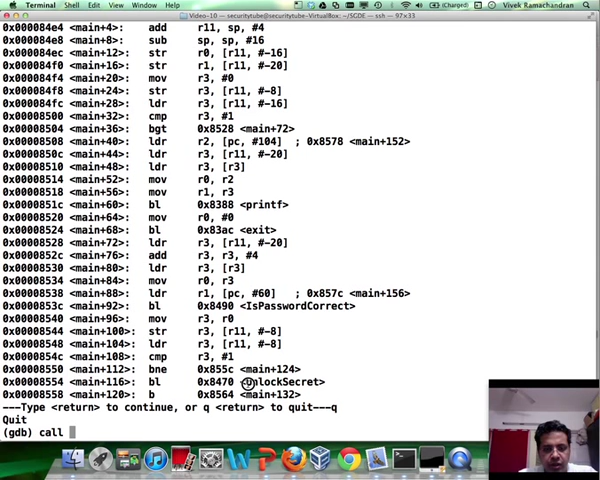 Terminal Shell Edit View Window Help (Charged) Vivek Ramachandran
Video-10 — securitytube@securitytube-VirtualBox: ~/SGDE — ssh — 97×33
0x000084e4 <main+4>: add r11, sp, #4
0x000084e8 <main+8>: sub sp, sp, #16
0x000084ec <main+12>: str r0, [r11, #-16]
0x000084f0 <main+16>: str r1, [r11, #-20]
0x000084f4 <main+20>: mov r3, #0
0x000084f8 <main+24>: str r3, [r11, #-8]
0x000084fc <main+28>: ldr r3, [r11, #-16]
0x00008500 <main+32>: cmp r3, #1
0x00008504 <main+36>: bgt 0x8528 <main+72>
0x00008508 <main+40>: ldr r2, [pc, #104] ; 0x8578 <main+152>
0x0000850c <main+44>: ldr r3, [r11, #-20]
0x00008510 <main+48>: ldr r3, [r3]
0x00008514 <main+52>: mov r0, r2
0x00008518 <main+56>: mov r1, r3
0x0000851c <main+60>: bl 0x8388 <printf>
0x00008520 <main+64>: mov r0, #0
0x00008524 <main+68>: bl 0x83ac <exit>
0x00008528 <main+72>: ldr r3, [r11, #-20]
0x0000852c <main+76>: add r3, r3, #4
0x00008530 <main+80>: ldr r3, [r3]
0x00008534 <main+84>: mov r0, r3
0x00008538 <main+88>: ldr r1, [pc, #60] ; 0x857c <main+156>
0x0000853c <main+92>: bl 0x8490 <IsPasswordCorrect>
0x00008540 <main+96>: mov r3, r0
0x00008544 <main+100>: str r3, [r11, #-8]
0x00008548 <main+104>: ldr r3, [r11, #-8]
0x0000854c <main+108>: cmp r3, #1
0x00008550 <main+112>: bne 0x855c <main+124>
0x00008554 <main+116>: bl 0x8470 <UnlockSecret>
0x00008558 <main+120>: b 0x8564 <main+132>
---Type <return> to continue, or q <return> to quit---q
Quit
(gdb) call